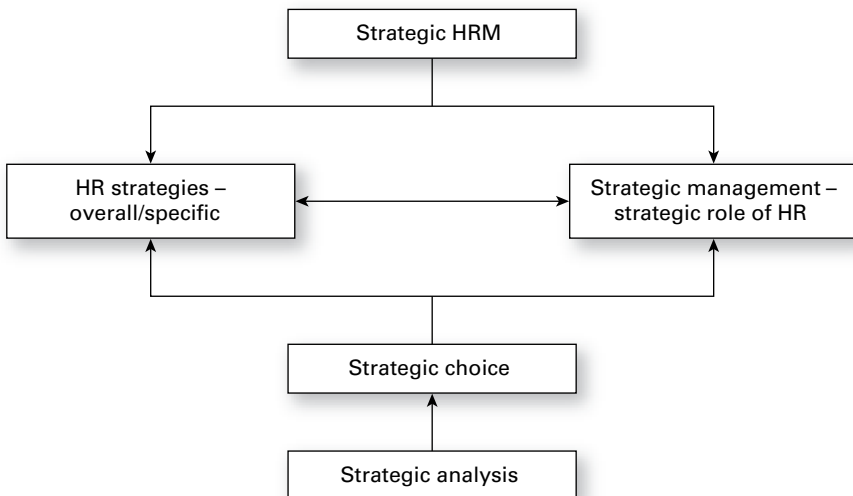 Strategic HRM
HR strategies –
overall/specific
Strategic management –
strategic role of HR
Strategic choice
Strategic analysis